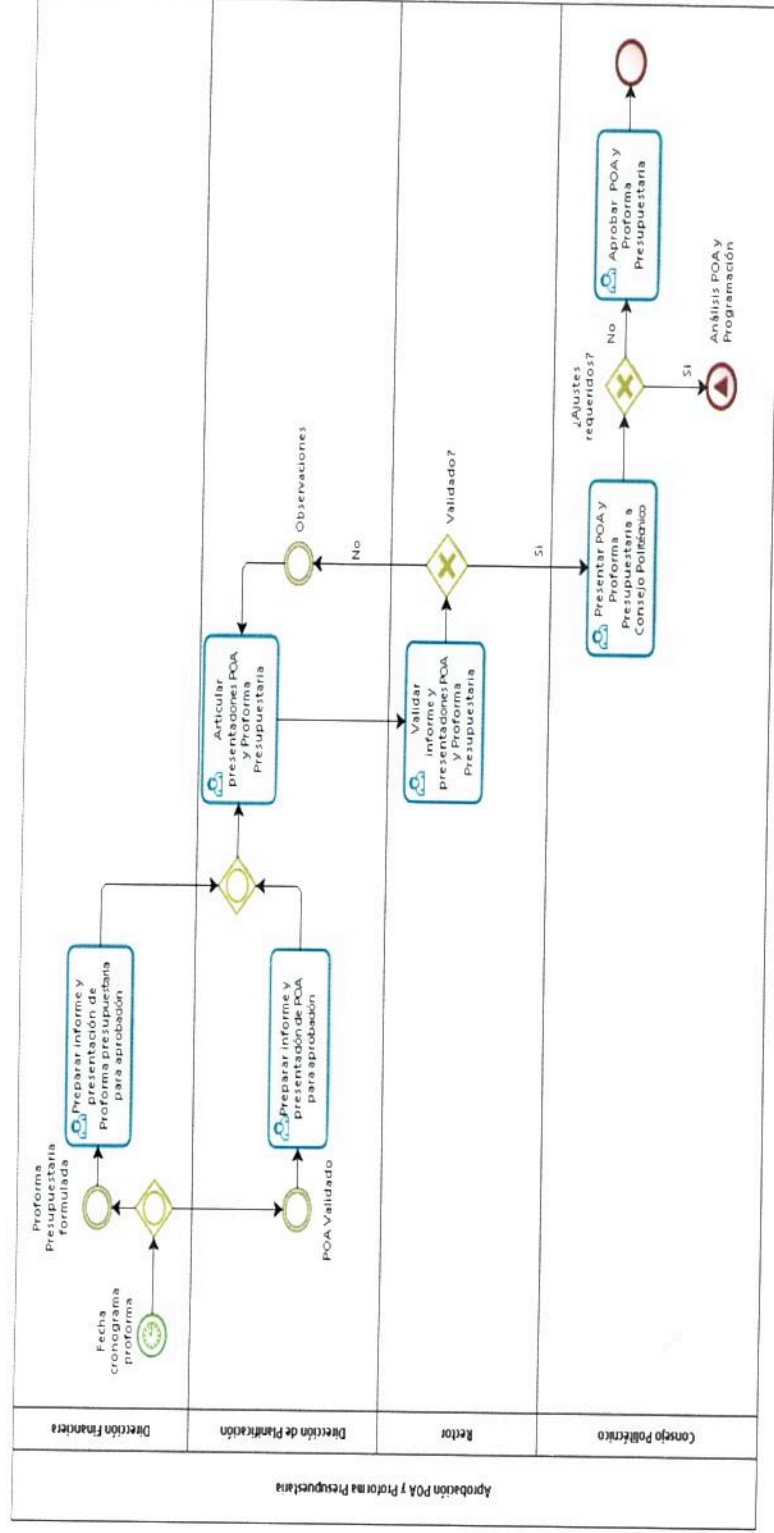 Aprobación POA y Proforma Presupuestaria
Dirección Financiera
Fecha
cronograma
proforma
Proforma
Presupuestaria
formulada
Preparar informe y
presentación de
Proforma presupuestaria
para aprobación
Dirección de Planificación
POA Validado
Preparar informe y
presentación de POA
para aprobación
Articular
presentaciones POA
y Proforma
Presupuestaria
Observaciones
No
Rector
Validar
informe y
presentadones POA
y Proforma
Presupuestaria
Validado?
Si
Consejo Politécnico
Presentar POA y
Proforma
Presupuestaria a
Consejo Politécnico
¿Ajustes
requeridos?
No
Aprobar POA y
Proforma
Presupuestaria
Si
Análisis POA y
Programación